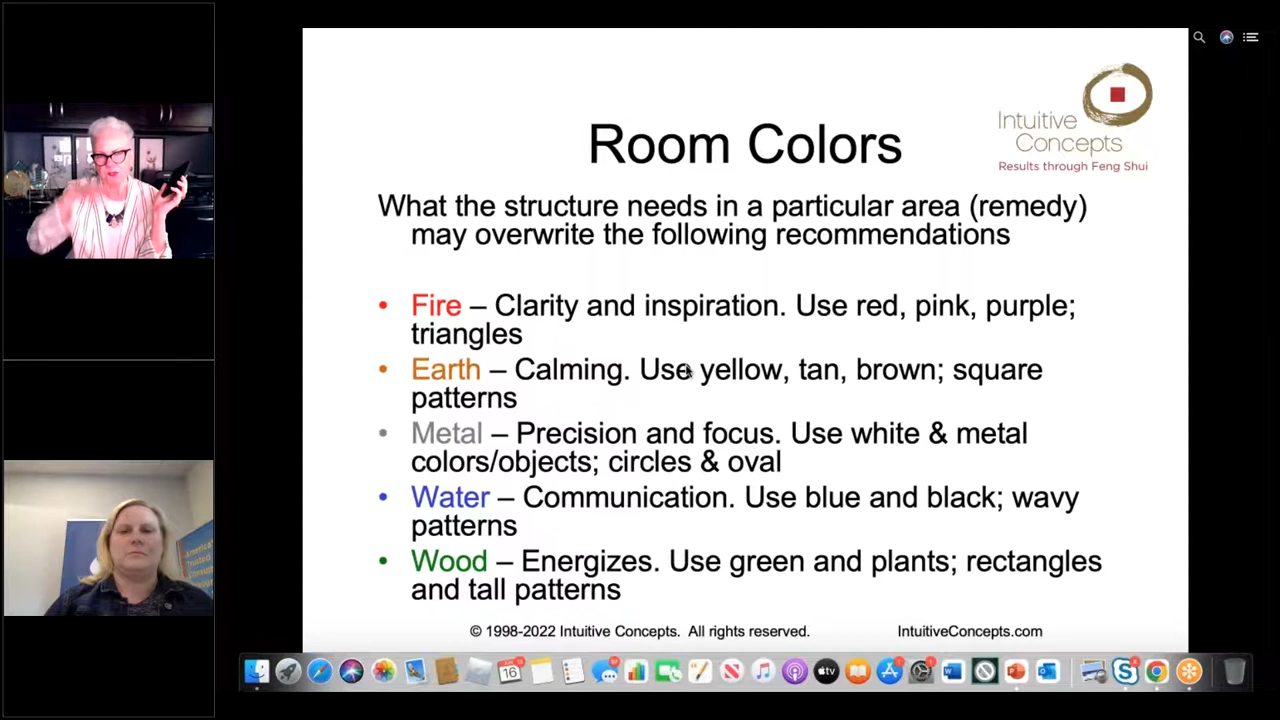 Room Colors
Intuitive
Concepts
Results through Feng Shui
What the structure needs in a particular area (remedy)
may overwrite the following recommendations
• Fire – Clarity and inspiration. Use red, pink, purple;
triangles
• Earth – Calming. Use yellow, tan, brown; square
patterns
• Metal – Precision and focus. Use white & metal
colors/objects; circles & oval
• Water – Communication. Use blue and black; wavy
patterns
• Wood – Energizes. Use green and plants; rectangles
and tall patterns
© 1998-2022 Intuitive Concepts. All rights reserved.
IntuitiveConcepts.com
16
tv